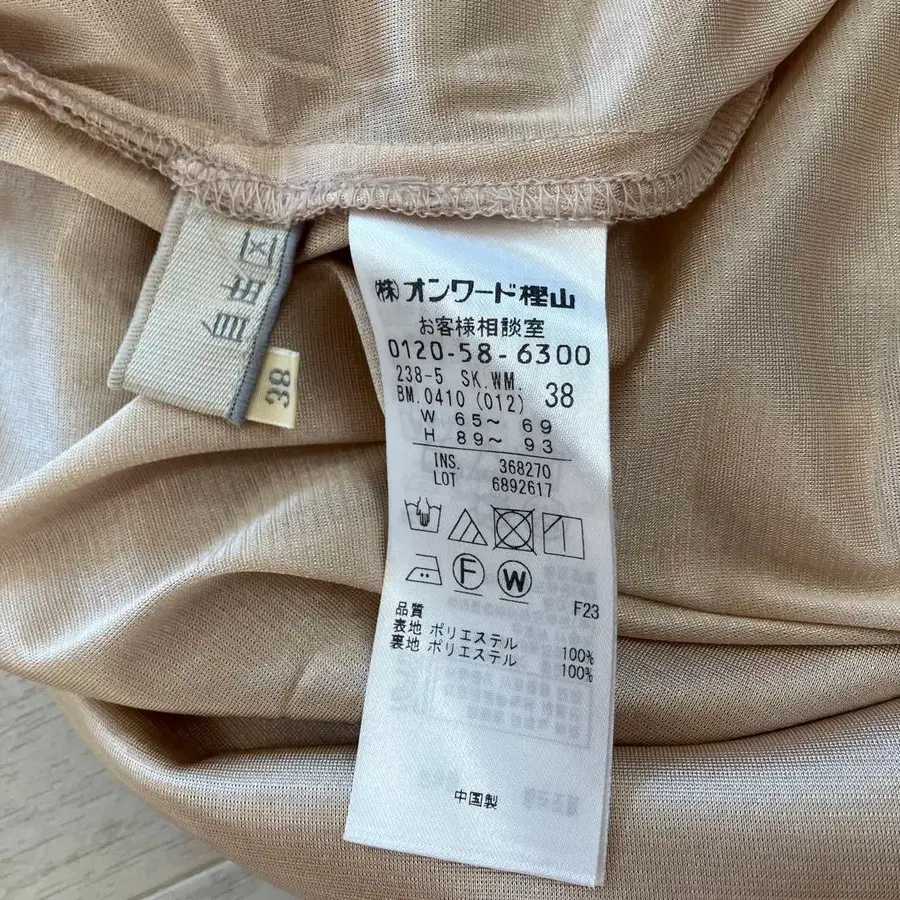 ㈱オンワード樫山
お客様相談室
0120-58-6300
238-5 SK.WM. 38
BM.0410 (012)
W 65〜 69
H 89〜 93
INS. 368270
LOT 6892617
F
W
F23
品質
表地 ポリエステル 100%
裏地 ポリエステル 100%
中国製
38
自由区